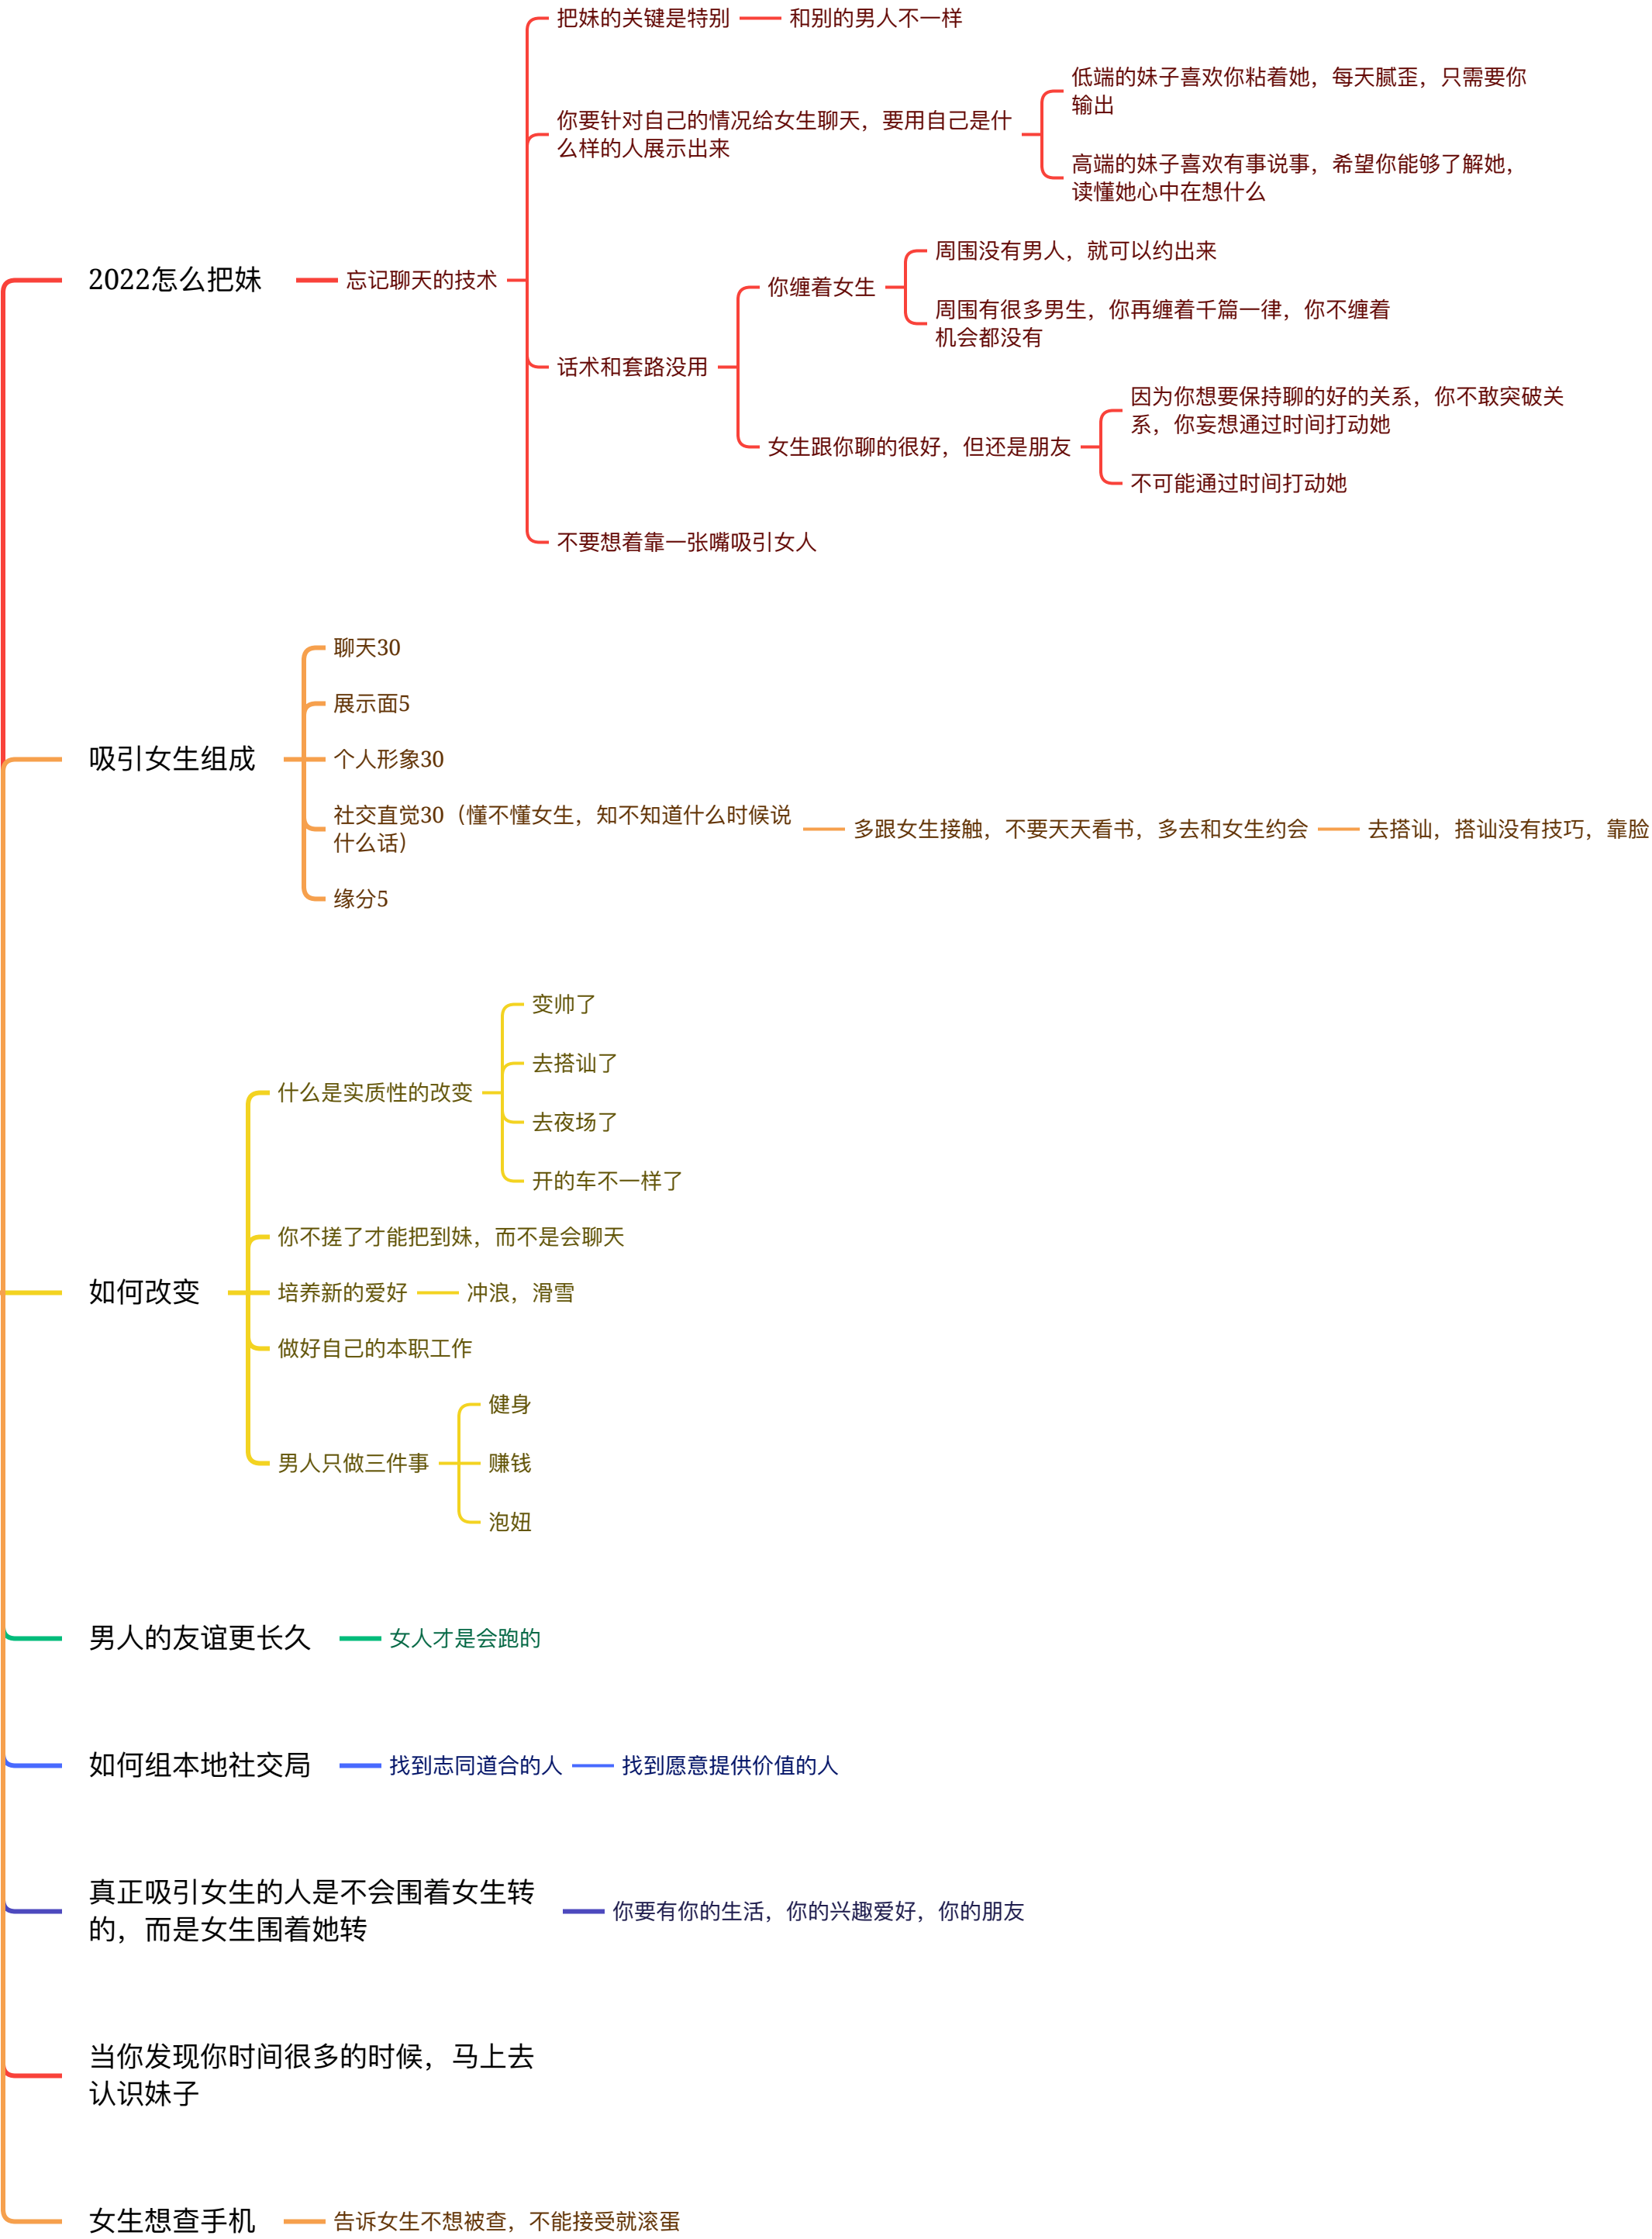 2022怎么把妹
忘记聊天的技术
把妹的关键是特别
和别的男人不一样
你要针对自己的情况给女生聊天，要用自己是什
么样的人展示出来
低端的妹子喜欢你粘着她，每天腻歪，只需要你
输出
高端的妹子喜欢有事说事，希望你能够了解她，
读懂她心中在想什么
话术和套路没用
你缠着女生
周围没有男人，就可以约出来
周围有很多男生，你再缠着千篇一律，你不缠着
机会都没有
女生跟你聊的很好，但还是朋友
因为你想要保持聊的好的关系，你不敢突破关
系，你妄想通过时间打动她
不可能通过时间打动她
不要想着靠一张嘴吸引女人
吸引女生组成
聊天30
展示面5
个人形象30
社交直觉30（懂不懂女生，知不知道什么时候说
什么话）
多跟女生接触，不要天天看书，多去和女生约会
去搭讪，搭讪没有技巧，靠脸
缘分5
如何改变
什么是实质性的改变
变帅了
去搭讪了
去夜场了
开的车不一样了
你不搓了才能把到妹，而不是会聊天
培养新的爱好
冲浪，滑雪
做好自己的本职工作
男人只做三件事
健身
赚钱
泡妞
男人的友谊更长久
女人才是会跑的
如何组本地社交局
找到志同道合的人
找到愿意提供价值的人
真正吸引女生的人是不会围着女生转
的，而是女生围着她转
你要有你的生活，你的兴趣爱好，你的朋友
当你发现你时间很多的时候，马上去
认识妹子
女生想查手机
告诉女生不想被查，不能接受就滚蛋